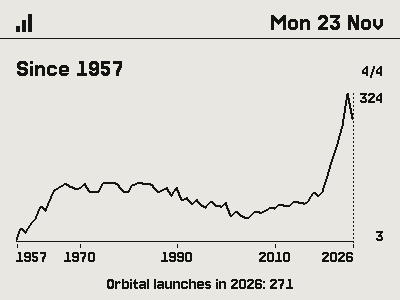 Mon 23 Nov
Since 1957
4/4
324
3
1957 1970 1990 2010 2026
Orbital launches in 2026: 271